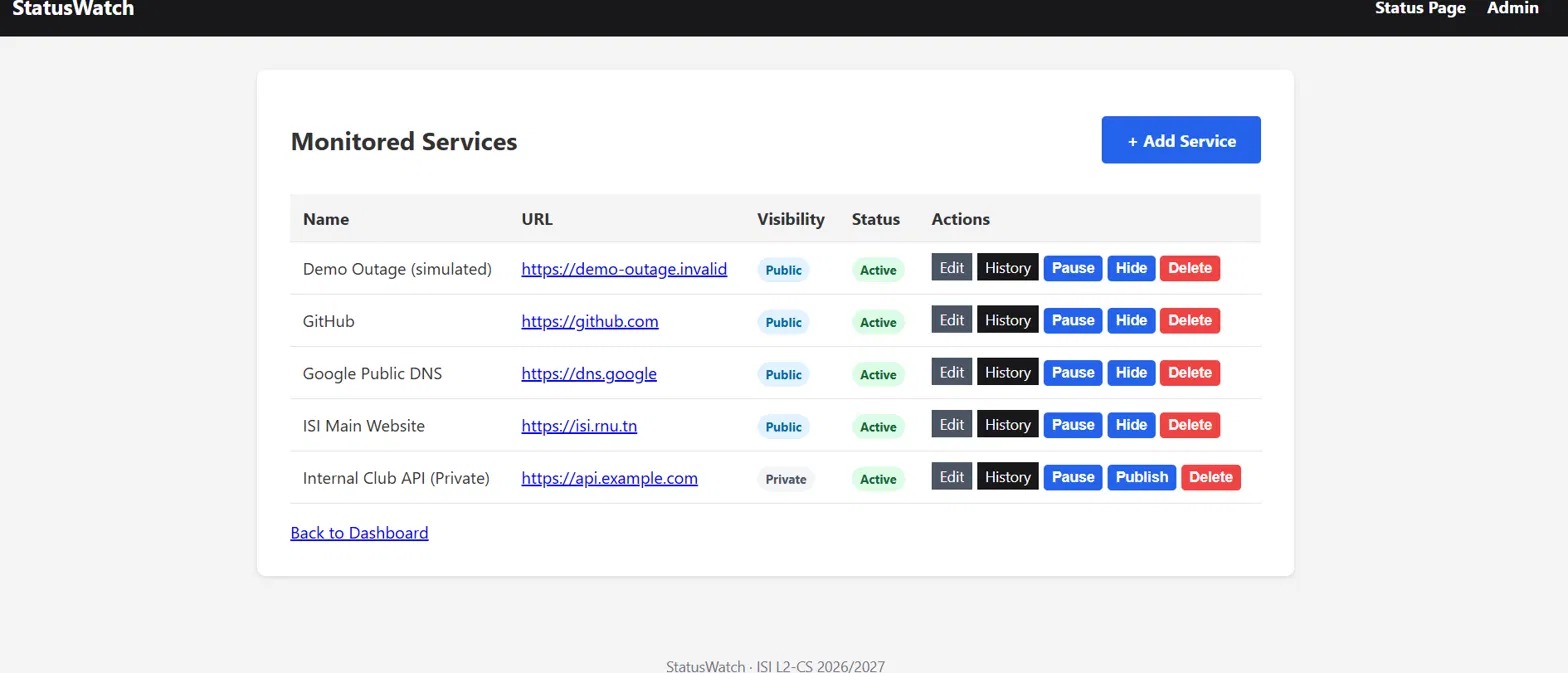 StatusWatch Status Page Admin
Monitored Services + Add Service
Name URL Visibility Status Actions
Demo Outage (simulated) https://demo-outage.invalid Public Active Edit History Pause Hide Delete
GitHub https://github.com Public Active Edit History Pause Hide Delete
Google Public DNS https://dns.google Public Active Edit History Pause Hide Delete
ISI Main Website https://isi.rnu.tn Public Active Edit History Pause Hide Delete
Internal Club API (Private) https://api.example.com Private Active Edit History Pause Publish Delete
Back to Dashboard
StatusWatch · ISI L2-CS 2026/2027